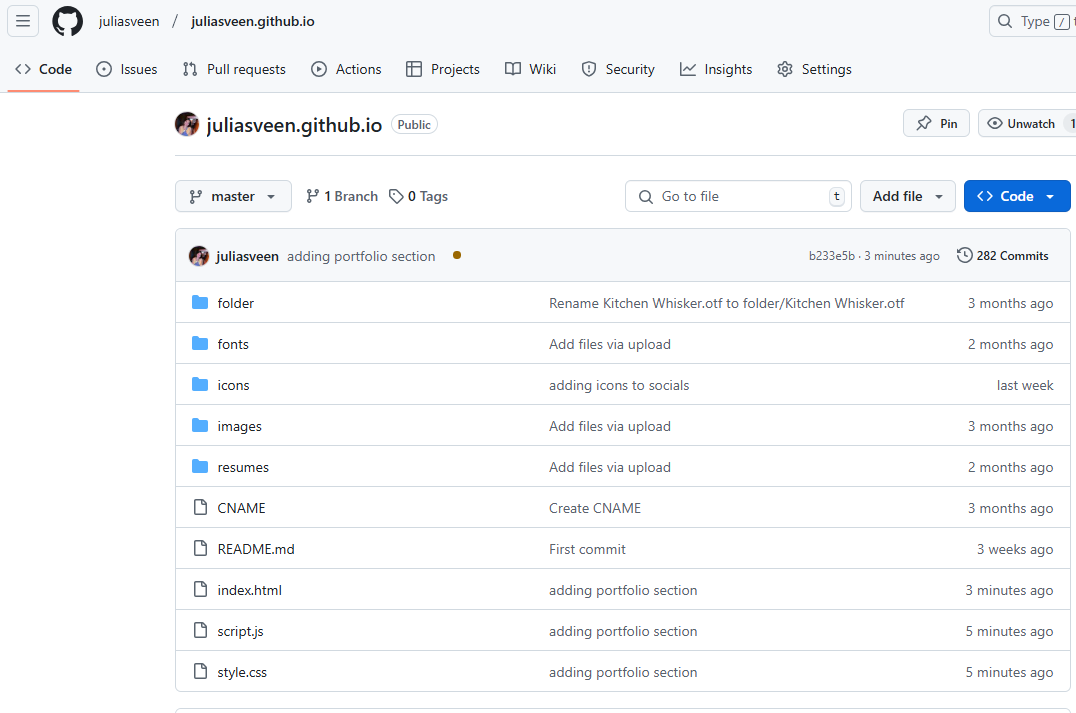 juliasveen / juliasveen.github.io
Type /
Code Issues Pull requests Actions Projects Wiki Security Insights Settings
juliasveen.github.io Public Pin Unwatch 1
master 1 Branch 0 Tags Go to file t Add file Code
juliasveen adding portfolio section b233e5b · 3 minutes ago 282 Commits
folder Rename Kitchen Whisker.otf to folder/Kitchen Whisker.otf 3 months ago
fonts Add files via upload 2 months ago
icons adding icons to socials last week
images Add files via upload 3 months ago
resumes Add files via upload 2 months ago
CNAME Create CNAME 3 months ago
README.md First commit 3 weeks ago
index.html adding portfolio section 3 minutes ago
script.js adding portfolio section 5 minutes ago
style.css adding portfolio section 5 minutes ago